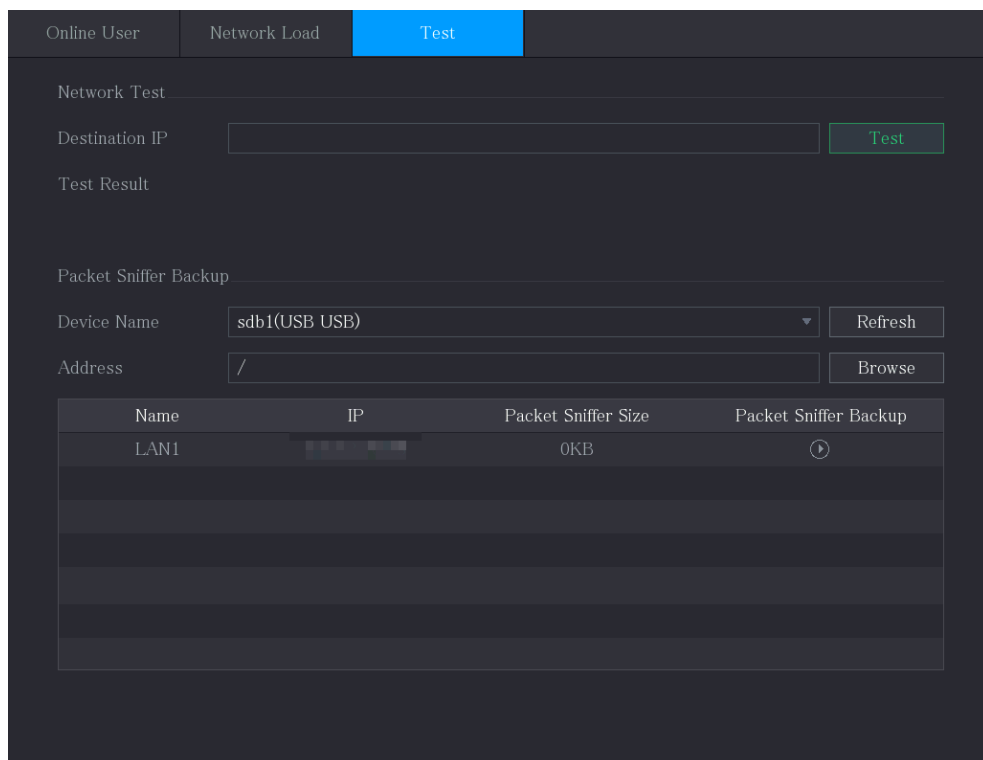 Online User Network Load Test
Network Test
Destination IP Test
Test Result
Packet Sniffer Backup
Device Name sdb1(USB USB) Refresh
Address / Browse
Name IP Packet Sniffer Size Packet Sniffer Backup
LAN1 0KB